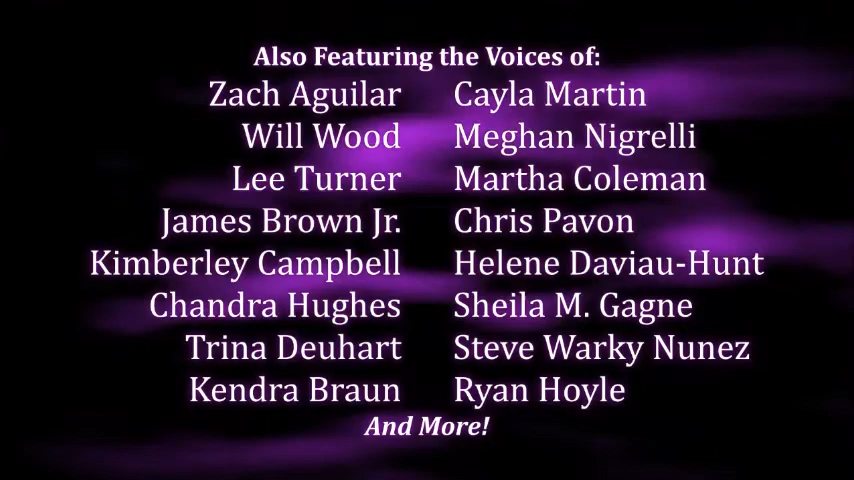 Also Featuring the Voices of:
Zach Aguilar Cayla Martin
Will Wood Meghan Nigrelli
Lee Turner Martha Coleman
James Brown Jr. Chris Pavon
Kimberley Campbell Helene Daviau-Hunt
Chandra Hughes Sheila M. Gagne
Trina Deuhart Steve Warky Nunez
Kendra Braun Ryan Hoyle
And More!